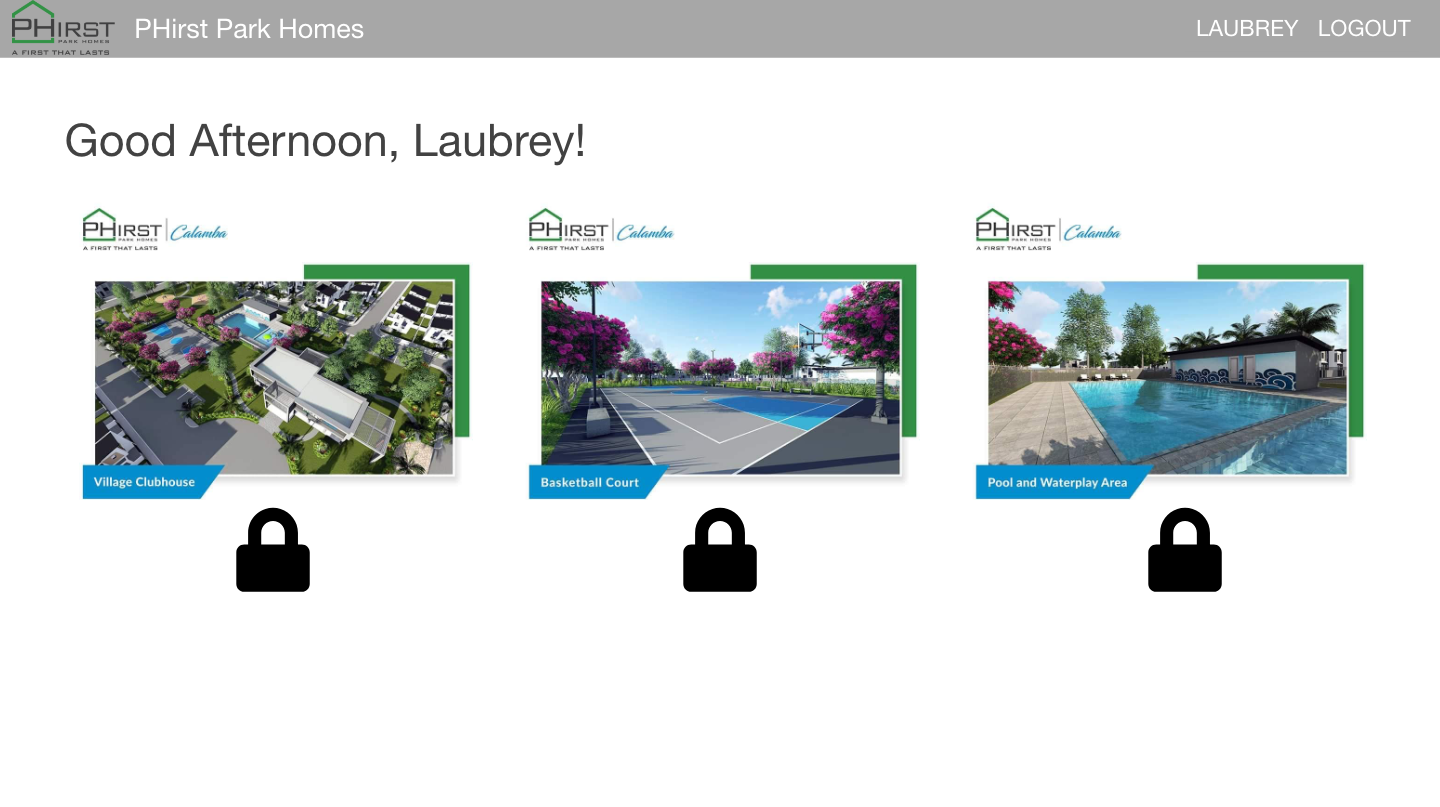 PHIRST
PARK HOMES
A FIRST THAT LASTS
PHirst Park Homes
LAUBREY LOGOUT
Good Afternoon, Laubrey!
PHIRST
PARK HOMES
A FIRST THAT LASTS
Calamba
Village Clubhouse
PHIRST
PARK HOMES
A FIRST THAT LASTS
Calamba
Basketball Court
PHIRST
PARK HOMES
A FIRST THAT LASTS
Calamba
Pool and Waterplay Area